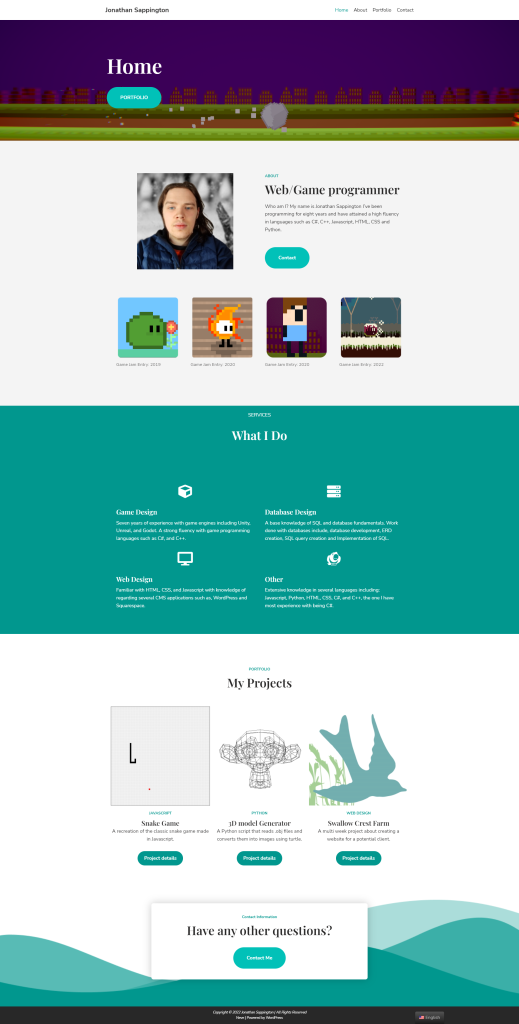 Jonathan Sappington
Home About Portfolio Contact
Home
PORTFOLIO
ABOUT
Web/Game programmer
Who am I? My name is Jonathan Sappington I've been
programming for eight years and have attained a high fluency
in languages such as C#, C++, Javascript, HTML, CSS and
Python.
Contact
Game Jam Entry: 2019
Game Jam Entry: 2020
Game Jam Entry: 2020
Game Jam Entry: 2022
SERVICES
What I Do
Game Design
Seven years of experience with game engines including Unity,
Unreal, and Godot. A strong fluency with game programming
languages such as C#, and C++.
Database Design
A base knowledge of SQL and database fundamentals. Work
done with databases include, database development, ERD
creation, SQL query creation and Implementation of SQL.
Web Design
Familiar with HTML, CSS, and Javascript with knowledge of
regarding several CMS applications such as, WordPress and
Squarespace.
Other
Extensive knowledge in several languages including:
Javascript, Python, HTML, CSS, C#, and C++, the one I have
most experience with being C#.
PORTFOLIO
My Projects
JAVASCRIPT
Snake Game
A recreation of the classic snake game made
in Javascript.
Project details
PYTHON
3D model Generator
A Python script that reads .obj files and
converts them into images using turtle.
Project details
WEB DESIGN
Swallow Crest Farm
A multi week project about creating a
website for a potential client.
Project details
Contact Information
Have any other questions?
Contact Me
Copyright © 2022 Jonathan Sappington | All Rights Reserved
Neve | Powered by WordPress
English